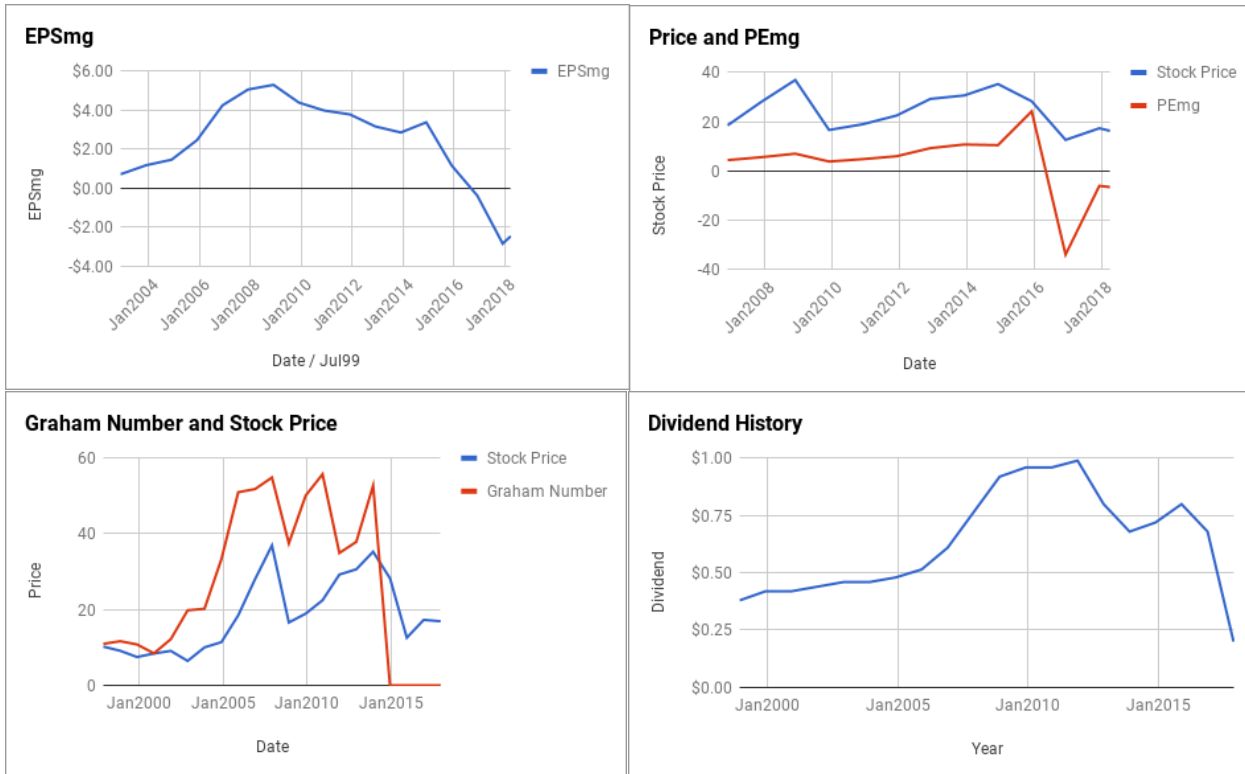 EPSmg
$6.00
$4.00
$2.00
$0.00
-$2.00
-$4.00
EPSmg
EPSmg
Jan2004
Jan2006
Jan2008
Jan2010
Jan2012
Jan2014
Jan2016
Jan2018
Date / Jul99
Price and PEmg
40
20
0
-20
-40
Stock Price
Stock Price
PEmg
Jan2008
Jan2010
Jan2012
Jan2014
Jan2016
Jan2018
Date
Graham Number and Stock Price
60
40
20
0
Price
Stock Price
Graham Number
Jan2000
Jan2005
Jan2010
Jan2015
Date
Dividend History
$1.00
$0.75
$0.50
$0.25
$0.00
Dividend
Jan2000
Jan2005
Jan2010
Jan2015
Year